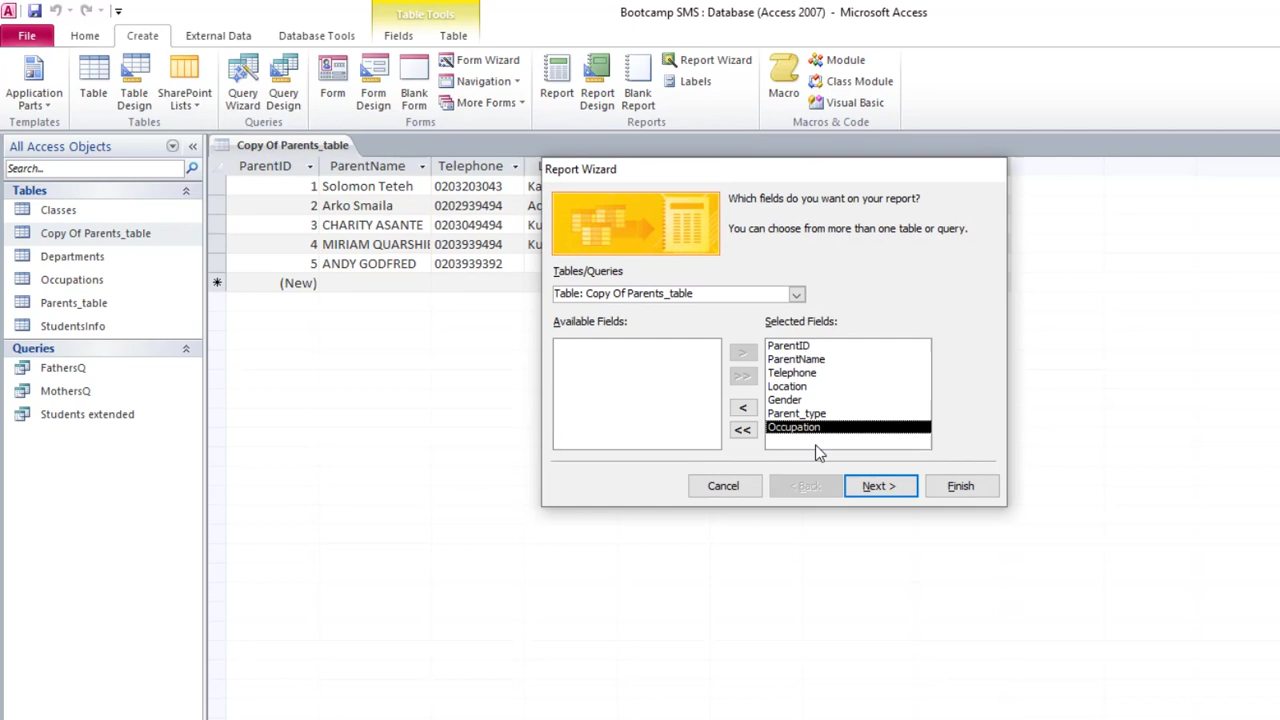 Table Tools
Bootcamp SMS : Database (Access 2007) - Microsoft Access
File Home Create External Data Database Tools Fields Table
Application Parts
Table
Table Design
SharePoint Lists
Query Wizard
Query Design
Form
Form Design
Blank Form
Form Wizard
Navigation
More Forms
Report
Report Design
Blank Report
Report Wizard
Labels
Macro
Module
Class Module
Visual Basic
Templates Tables Queries Forms Reports Macros & Code
All Access Objects
Search...
Tables
Classes
Copy Of Parents_table
Departments
Occupations
Parents_table
StudentsInfo
Queries
FathersQ
MothersQ
Students extended
Copy Of Parents_table
ParentID ParentName Telephone
1 Solomon Teteh 0203203043 Ka
2 Arko Smaila 0202939494
3 CHARITY ASANTE 0203049494 Ku
4 MIRIAM QUARSHIE 0203939494 Ku
5 ANDY GODFRED 0203939392
(New)
Report Wizard
Which fields do you want on your report?
You can choose from more than one table or query.
Tables/Queries
Table: Copy Of Parents_table
Available Fields:
Selected Fields:
ParentID
ParentName
Telephone
Location
Gender
Parent_type
Occupation
>
>>
<
<<
Cancel < Back Next > Finish